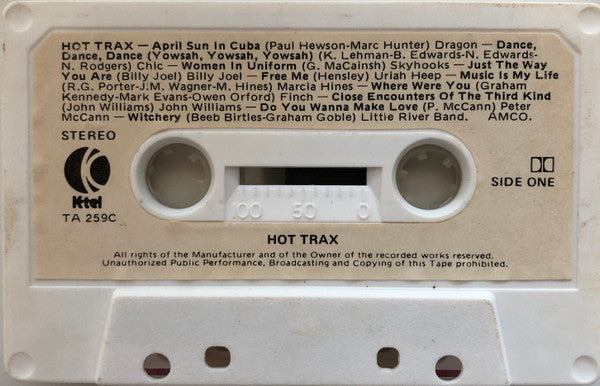 HOT TRAX — April Sun In Cuba (Paul Hewson-Marc Hunter) Dragon — Dance,
Dance, Dance (Yowsah, Yowsah, Yowsah) (K. Lehman-B. Edwards-N. Edwards-
N. Rodgers) Chic — Women In Uniform (G. MaCainsh) Skyhooks — Just The Way
You Are (Billy Joel) Billy Joel — Free Me (Hensley) Uriah Heep — Music Is My Life
(R.G. Porter-J.M. Wagner-M. Hines) Marcia Hines — Where Were You (Graham
Kennedy-Mark Evans-Owen Orford) Finch — Close Encounters Of The Third Kind
(John Williams) John Williams — Do You Wanna Make Love (P. McCann) Peter
McCann — Witchery (Beeb Birtles-Graham Goble) Little River Band. AMCO.
STEREO
K-tel
TA 259C
100 50 0
SIDE ONE
HOT TRAX
All rights of the Manufacturer and of the Owner of the recorded works reserved.
Unauthorized Public Performance, Broadcasting and Copying of this Tape prohibited.